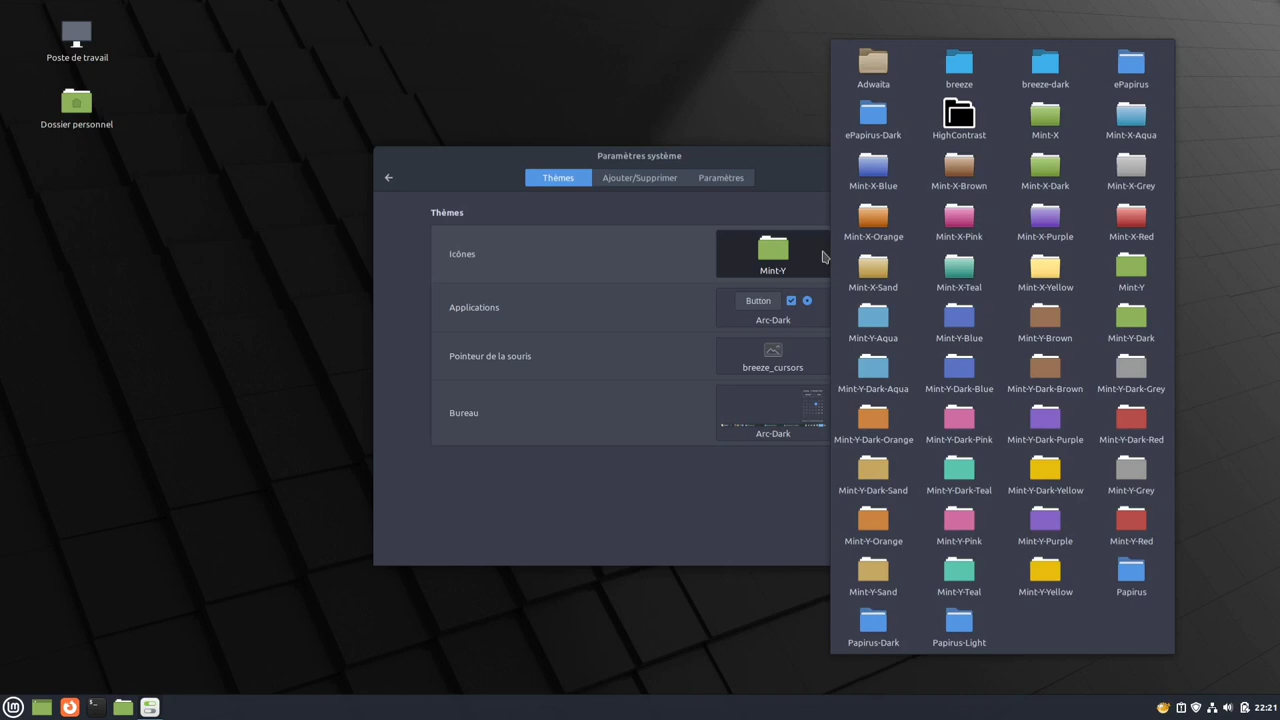 Poste de travail
Dossier personnel
Paramètres système
Thèmes Ajouter/Supprimer Paramètres
Thèmes
Icônes
Mint-Y
Applications
Button
Arc-Dark
Pointeur de la souris
breeze_cursors
Bureau
Arc-Dark
Adwaita breeze breeze-dark ePapirus
ePapirus-Dark HighContrast Mint-X Mint-X-Aqua
Mint-X-Blue Mint-X-Brown Mint-X-Dark Mint-X-Grey
Mint-X-Orange Mint-X-Pink Mint-X-Purple Mint-X-Red
Mint-X-Sand Mint-X-Teal Mint-X-Yellow Mint-Y
Mint-Y-Aqua Mint-Y-Blue Mint-Y-Brown Mint-Y-Dark
Mint-Y-Dark-Aqua Mint-Y-Dark-Blue Mint-Y-Dark-Brown Mint-Y-Dark-Grey
Mint-Y-Dark-Orange Mint-Y-Dark-Pink Mint-Y-Dark-Purple Mint-Y-Dark-Red
Mint-Y-Dark-Sand Mint-Y-Dark-Teal Mint-Y-Dark-Yellow Mint-Y-Grey
Mint-Y-Orange Mint-Y-Pink Mint-Y-Purple Mint-Y-Red
Mint-Y-Sand Mint-Y-Teal Mint-Y-Yellow Papirus
Papirus-Dark Papirus-Light
22:21